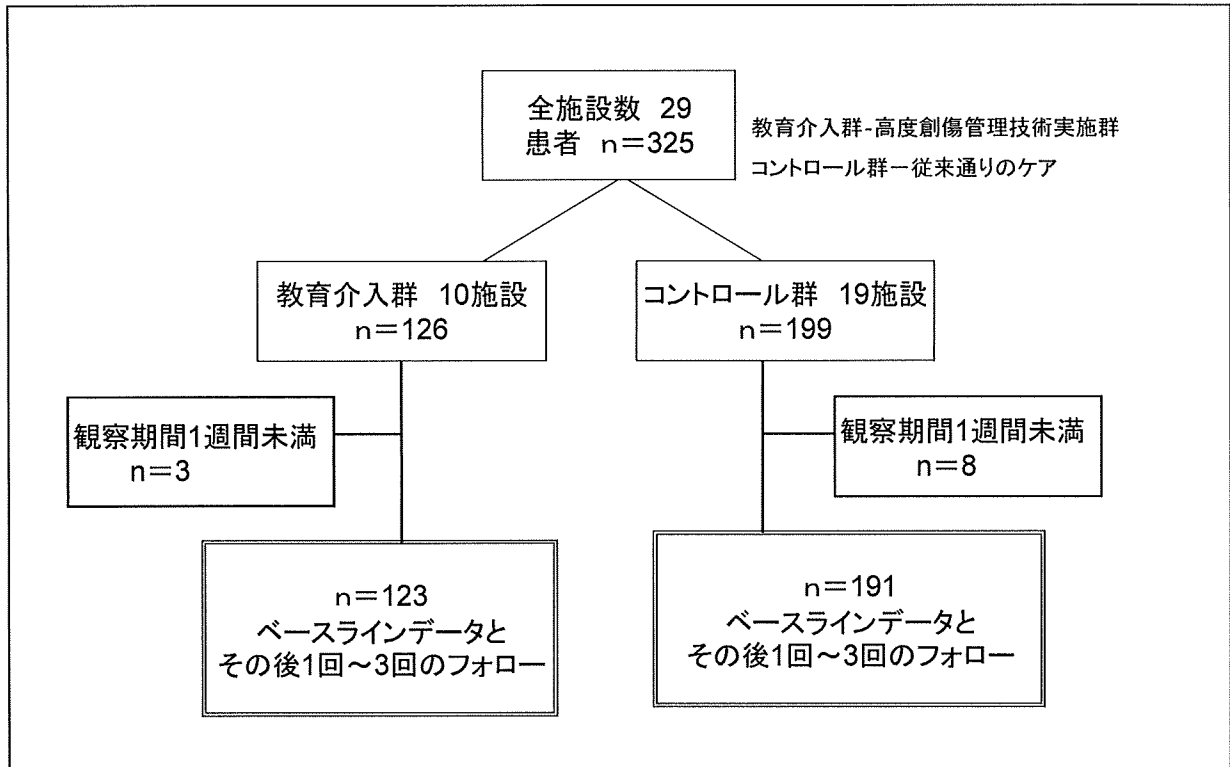 全施設数 29
患者 n=325
教育介入群-高度創傷管理技術実施群
コントロール群ー従来通りのケア
教育介入群 10施設
n=126
コントロール群 19施設
n=199
観察期間1週間未満
n=3
観察期間1週間未満
n=8
n=123
ベースラインデータと
その後1回~3回のフォロー
n=191
ベースラインデータと
その後1回~3回のフォロー